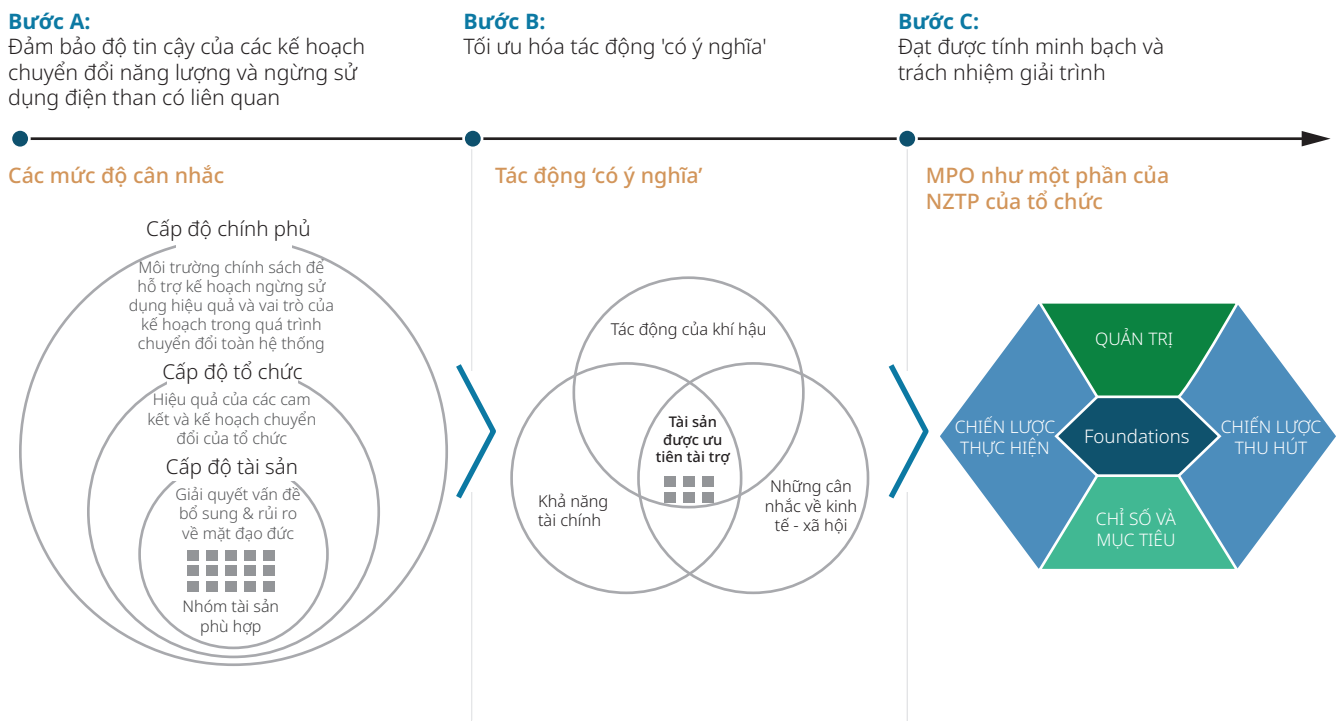 Bước A:
Đảm bảo độ tin cậy của các kế hoạch
chuyển đổi năng lượng và ngừng sử
dụng điện than có liên quan
Bước B:
Tối ưu hóa tác động 'có ý nghĩa'
Bước C:
Đạt được tính minh bạch và
trách nhiệm giải trình
Các mức độ cân nhắc
Cấp độ chính phủ
Môi trường chính sách để
hỗ trợ kế hoạch ngừng sử
dụng hiệu quả và vai trò của
kế hoạch trong quá trình
chuyển đổi toàn hệ thống
Cấp độ tổ chức
Hiệu quả của các cam
kết và kế hoạch chuyển
đổi của tổ chức
Cấp độ tài sản
Giải quyết vấn đề
bổ sung & rủi ro
về mặt đạo đức
Nhóm tài sản
phù hợp
Tác động ‘có ý nghĩa’
Tác động của khí hậu
Tài sản
được ưu
tiên tài trợ
Khả năng
tài chính
Những cân
nhắc về kinh
tế - xã hội
MPO như một phần của
NZTP của tổ chức
QUẢN TRỊ
CHIẾN LƯỢC
THỰC HIỆN
Foundations
CHIẾN LƯỢC
THU HÚT
CHỈ SỐ VÀ
MỤC TIÊU